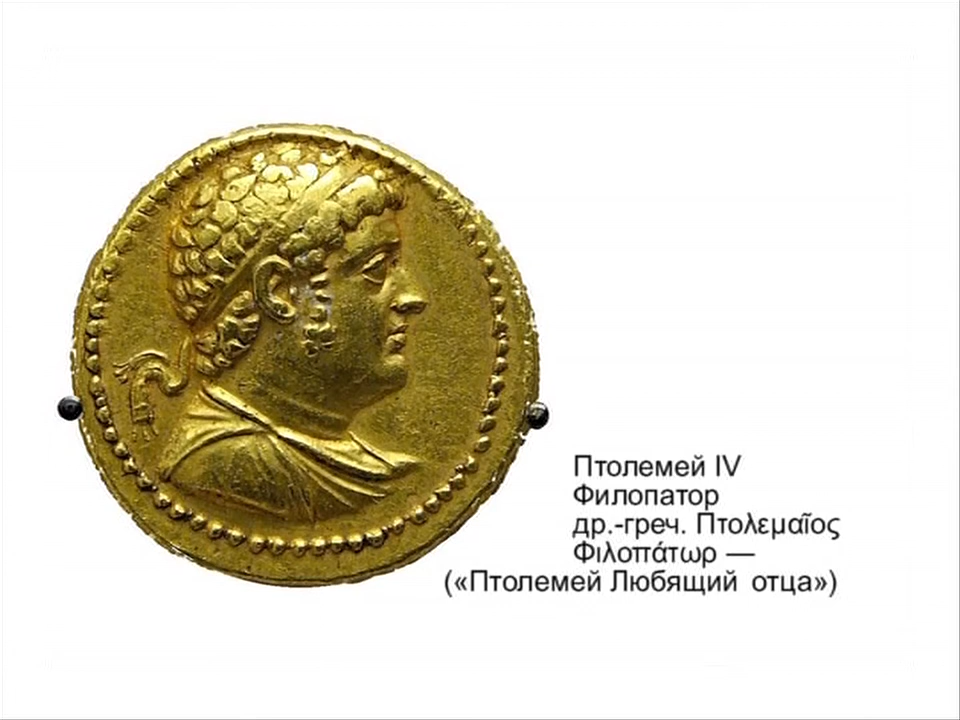 Птолемей IV
Филопатор
др.-греч. Πτολεμαῖος
Φιλοπάτωρ —
(«Птолемей Любящий отца»)